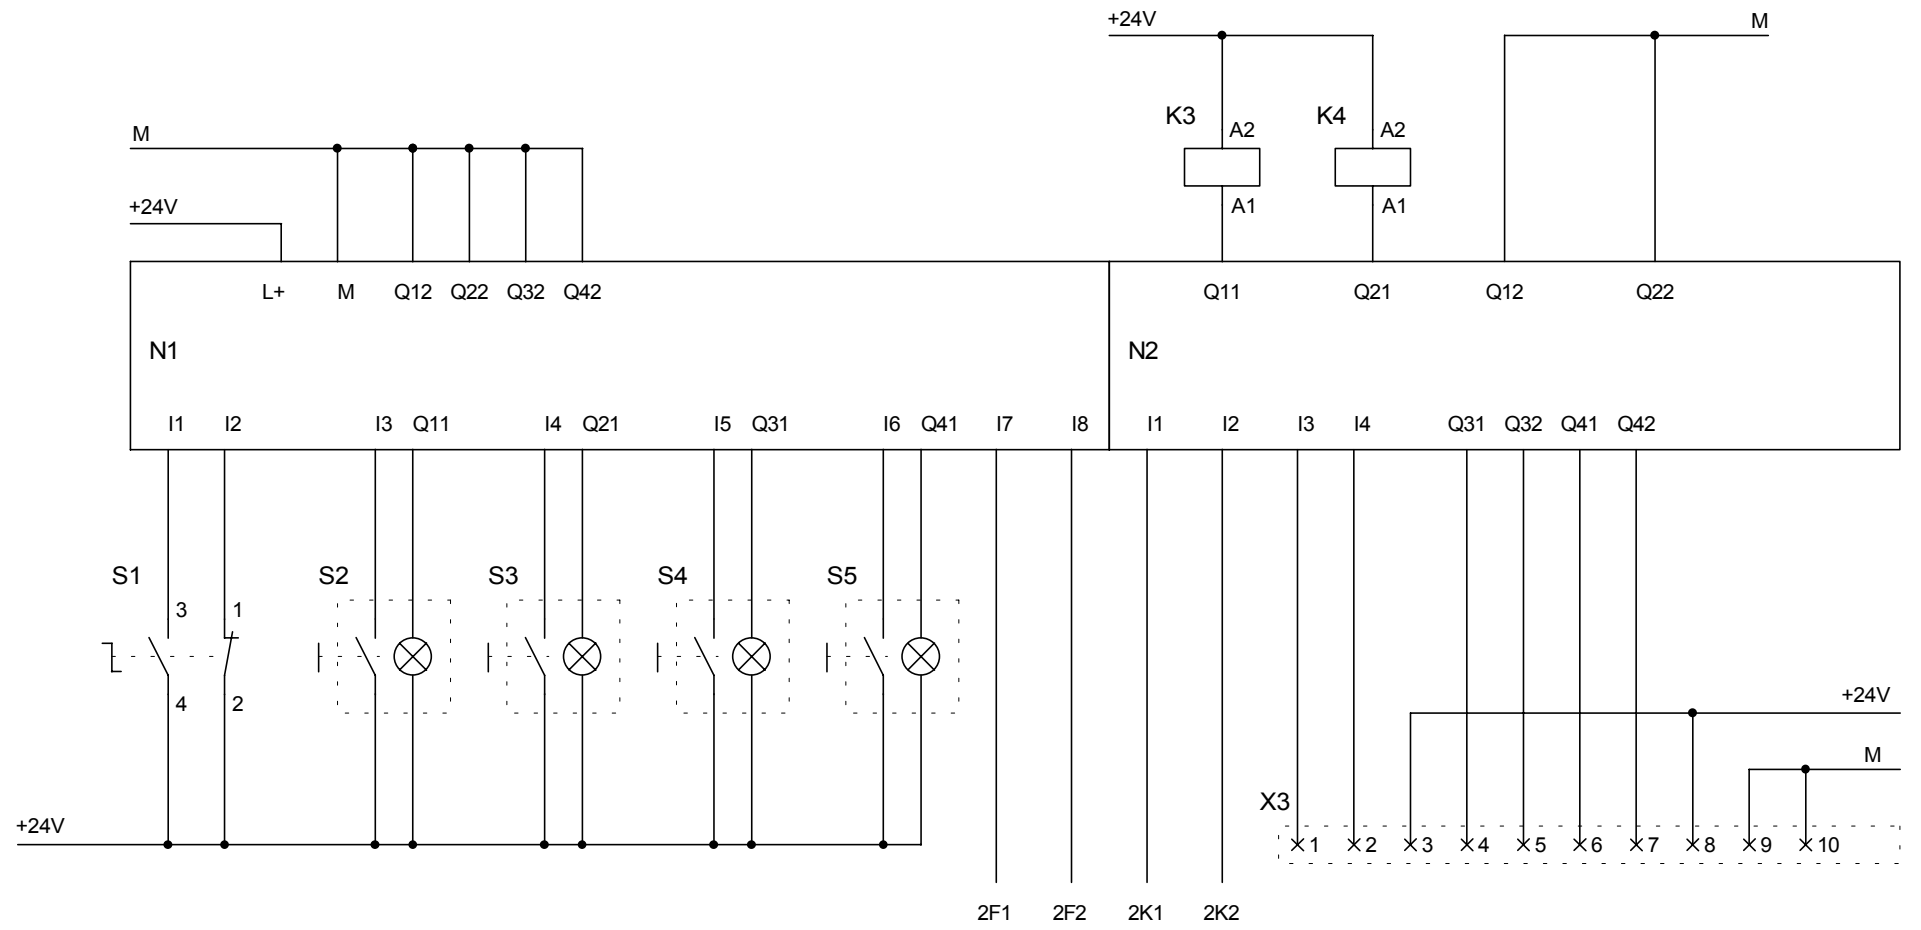 +24V M
K3 A2 K4 A2
M
+24V A1 A1
L+ M Q12 Q22 Q32 Q42 Q11 Q21 Q12 Q22
N1 N2
I1 I2 I3 Q11 I4 Q21 I5 Q31 I6 Q41 I7 I8 I1 I2 I3 I4 Q31 Q32 Q41 Q42
S1 S2 S3 S4 S5
3 1
4 2 +24V
M
X3
+24V
1 2 3 4 5 6 7 8 9 10
2F1 2F2 2K1 2K2